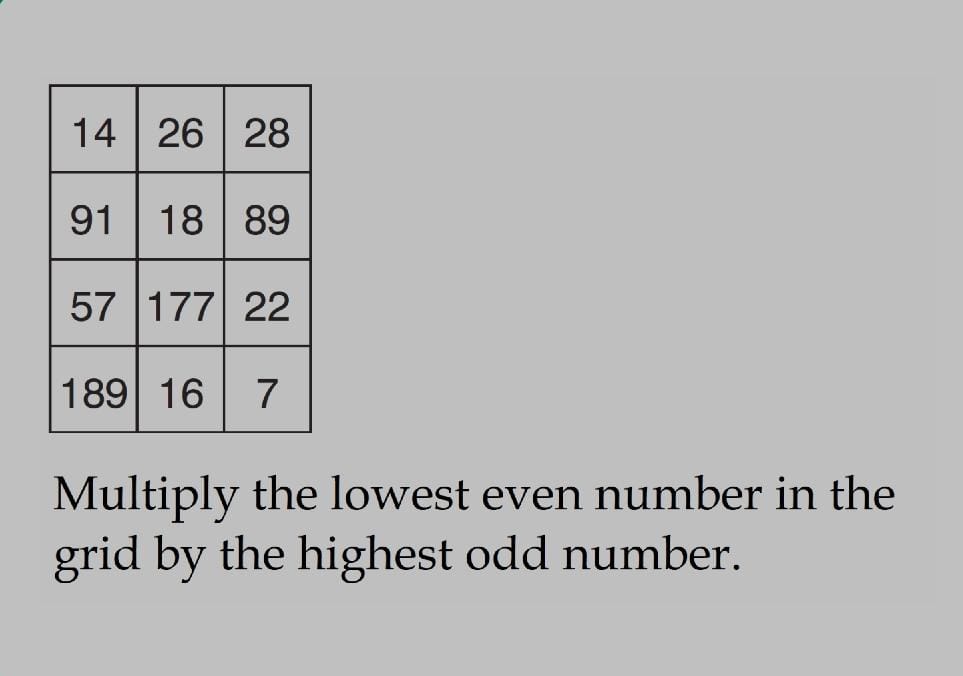 14 26 28
91 18 89
57 177 22
189 16 7
Multiply the lowest even number in the
grid by the highest odd number.